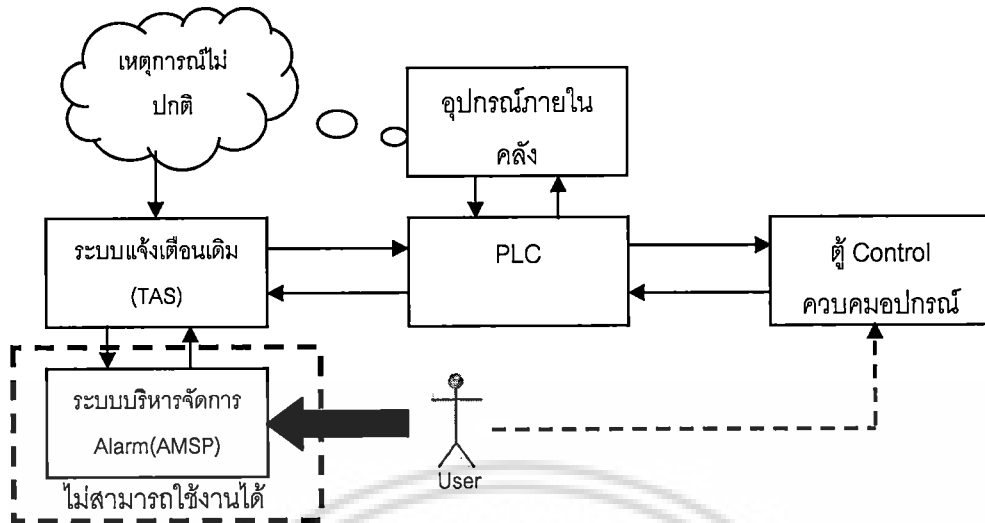 เหตุการณ์ไม่
ปกติ
อุปกรณ์ภายใน
คลัง
ระบบแจ้งเตือนเดิม
(TAS)
PLC
ตู้ Control
ควบคมอปกรณ์
ระบบบริหารจัดการ
Alarm(AMSP)
ไม่สามารถใช้งานได้
User